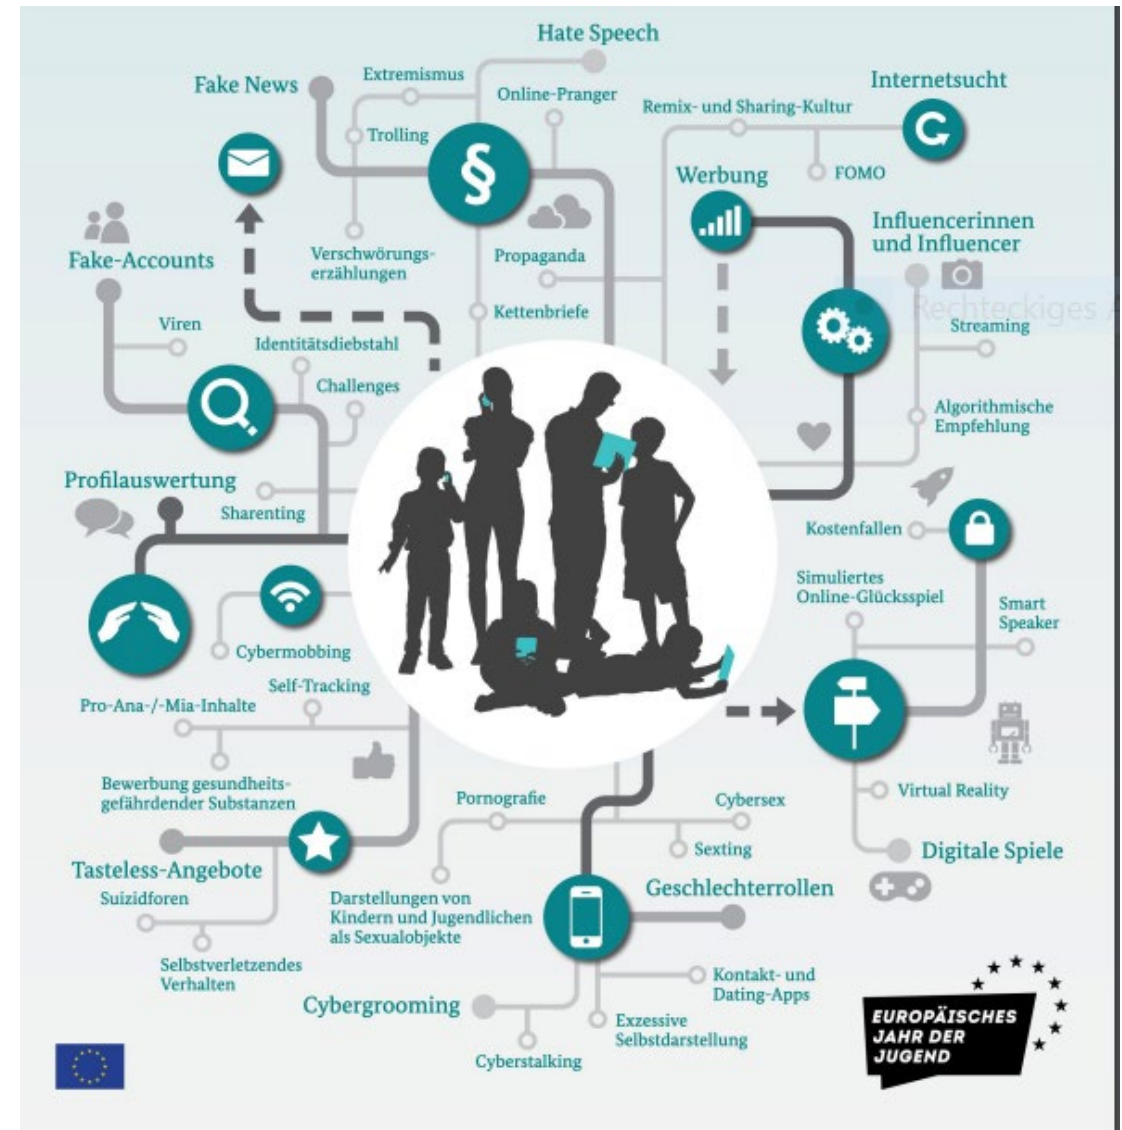 Hate Speech
Fake News
Extremismus
Online-Pranger
Internetsucht
Remix- und Sharing-Kultur
Trolling
§
Werbung
FOMO
Influencerinnen
und Influencer
Fake-Accounts
Verschwörungs-
erzählungen
Propaganda
Rechteckiges A
Viren
Kettenbriefe
Streaming
Identitätsdiebstahl
Challenges
Algorithmische
Empfehlung
Profilauswertung
Sharenting
Kostenfallen
Simuliertes
Online-Glücksspiel
Smart
Speaker
Cybermobbing
Self-Tracking
Pro-Ana-/-Mia-Inhalte
Bewerbung gesundheits-
gefährdender Substanzen
Pornografie
Cybersex
Virtual Reality
Sexting
Digitale Spiele
Tasteless-Angebote
Suizidforen
Darstellungen von
Kindern und Jugendlichen
als Sexualobjekte
Geschlechterrollen
Selbstverletzendes
Verhalten
Kontakt- und
Dating-Apps
Cybergrooming
Exzessive
Selbstdarstellung
Cyberstalking
EUROPÄISCHES
JAHR DER
JUGEND